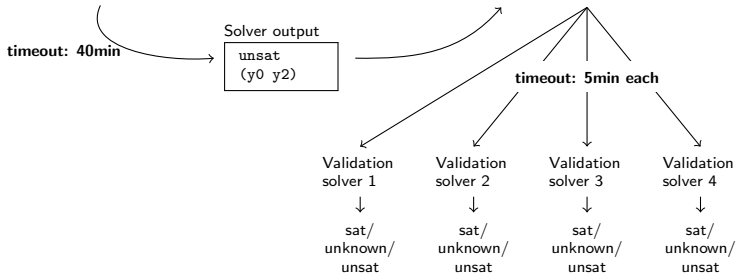 Solver output
timeout: 40min
unsat
(y0 y2)
timeout: 5min each
Validation
solver 1
Validation
solver 2
Validation
solver 3
Validation
solver 4
sat/
unknown/
unsat
sat/
unknown/
unsat
sat/
unknown/
unsat
sat/
unknown/
unsat